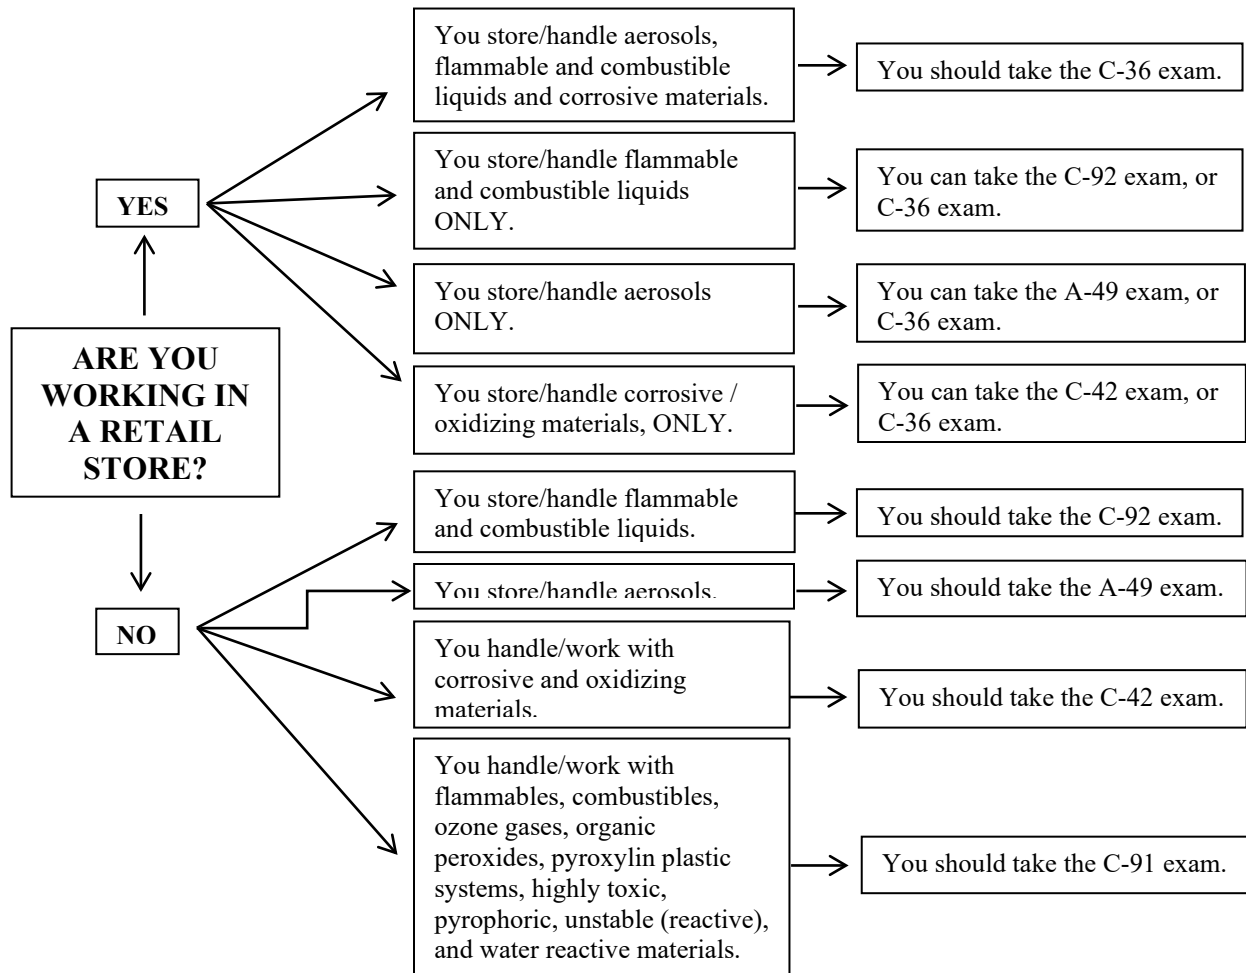 You store/handle aerosols,
flammable and combustible
liquids and corrosive materials.
You should take the C-36 exam.
YES
You store/handle flammable
and combustible liquids
ONLY.
You can take the C-92 exam, or
C-36 exam.
You store/handle aerosols
ONLY.
You can take the A-49 exam, or
C-36 exam.
ARE YOU
WORKING IN
A RETAIL
STORE?
You store/handle corrosive /
oxidizing materials, ONLY.
You can take the C-42 exam, or
C-36 exam.
You store/handle flammable
and combustible liquids.
You should take the C-92 exam.
NO
You store/handle aerosols.
You should take the A-49 exam.
You handle/work with
corrosive and oxidizing
materials.
You should take the C-42 exam.
You handle/work with
flammables, combustibles,
ozone gases, organic
peroxides, pyroxylin plastic
systems, highly toxic,
pyrophoric, unstable (reactive),
and water reactive materials.
You should take the C-91 exam.